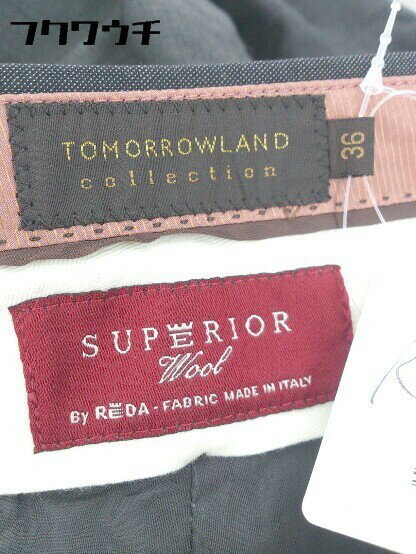 フクワウチ
TOMORROWLAND
collection
36
SUPERIOR
Wool
By REDA - FABRIC MADE IN ITALY